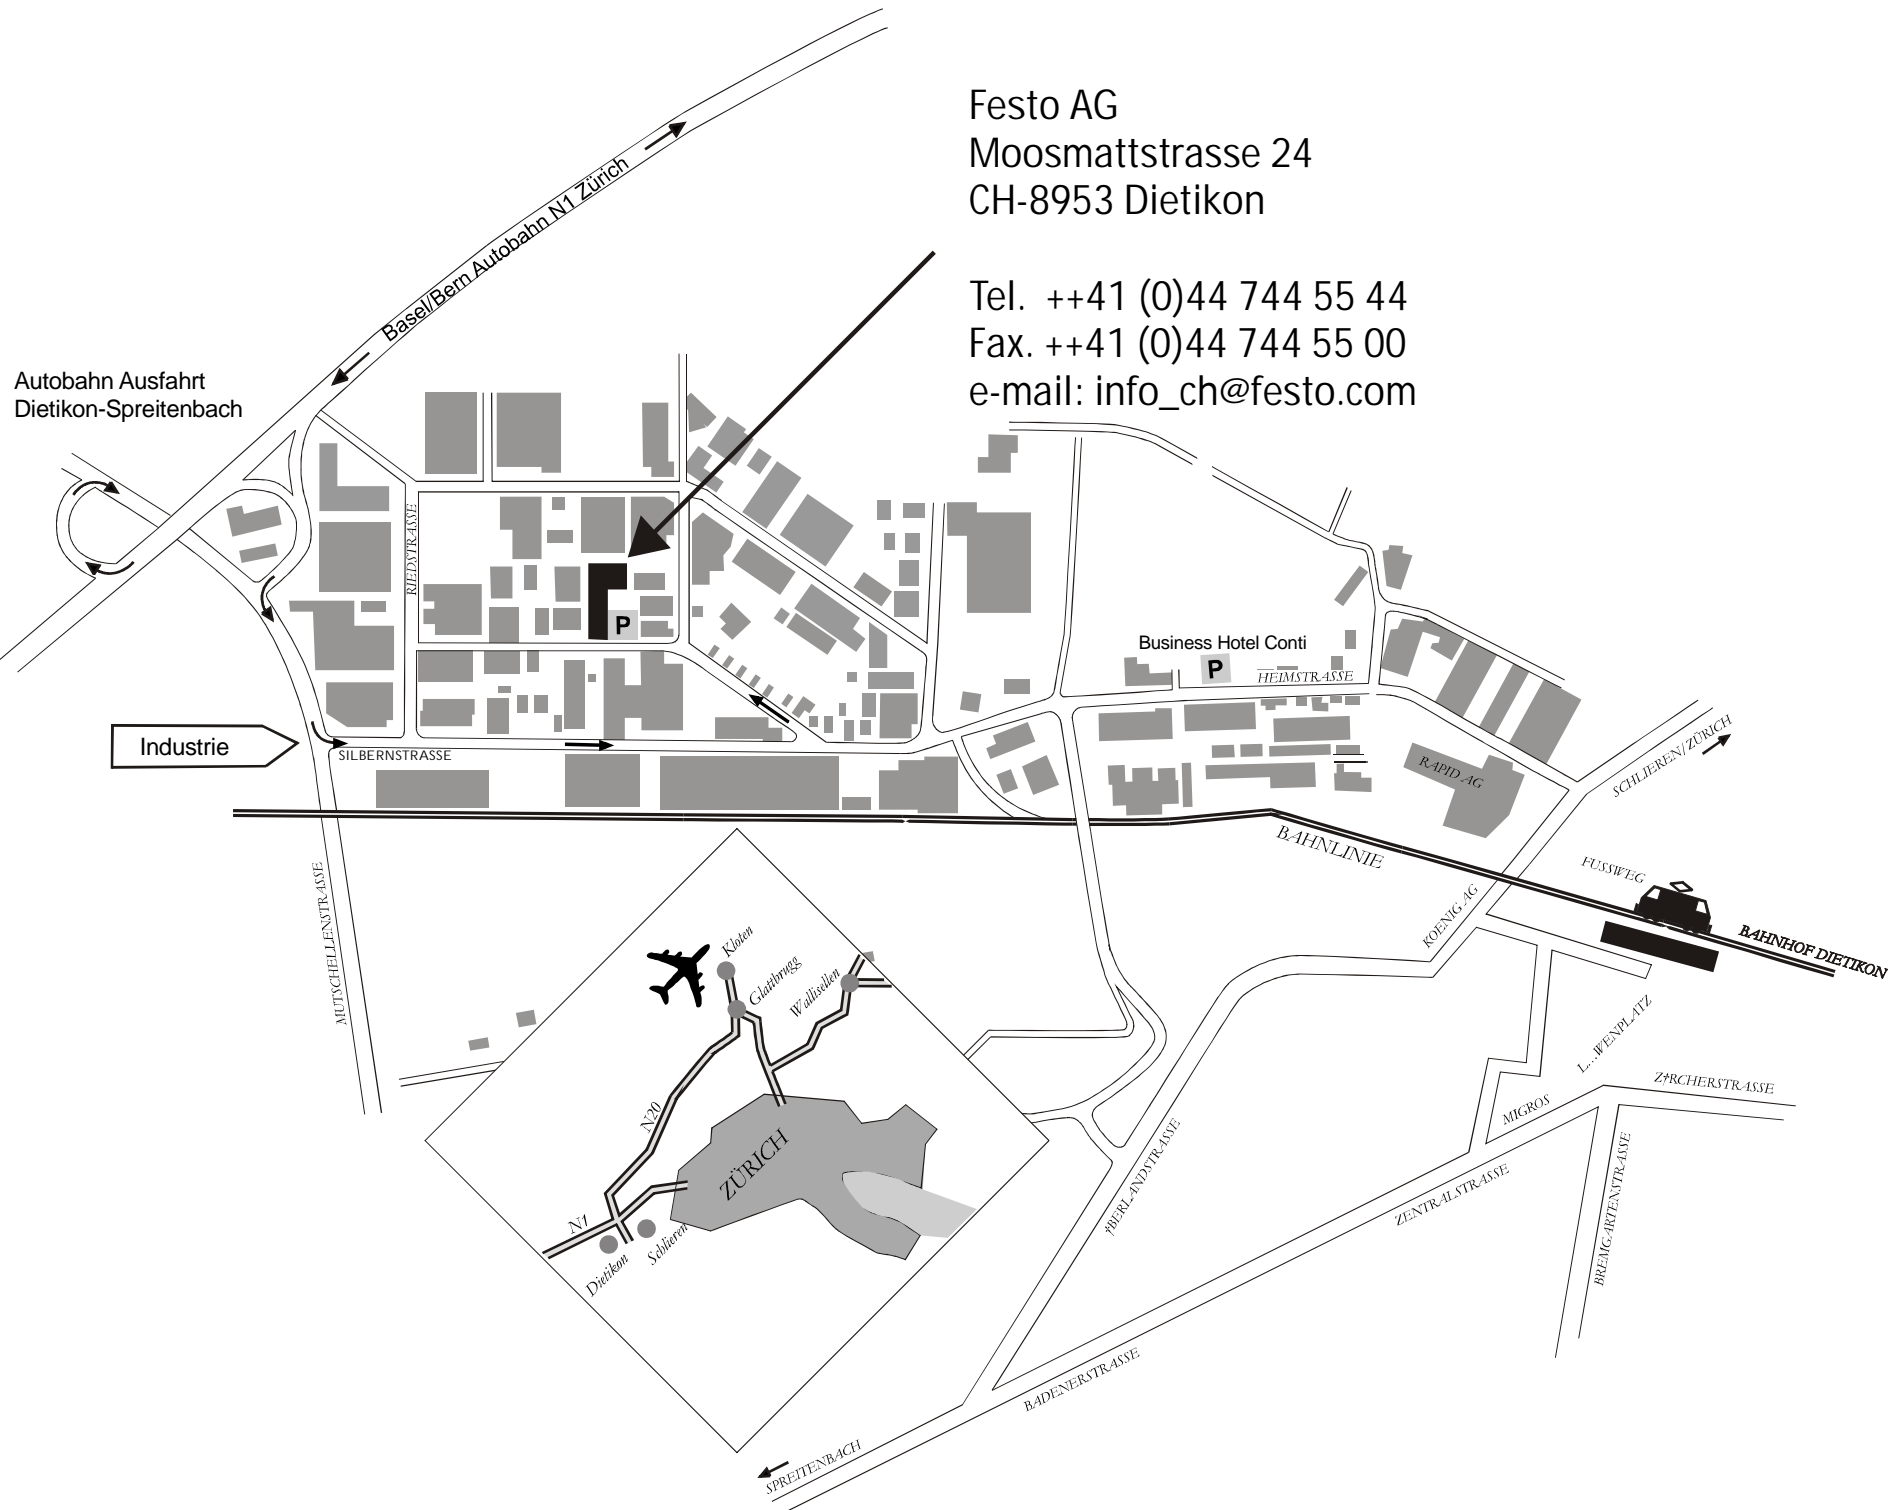 Festo AG
Moosmattstrasse 24
CH-8953 Dietikon
Tel. ++41 (0)44 744 55 44
Fax. ++41 (0)44 744 55 00
e-mail: info_ch@festo.com
Basel/Bern Autobahn N1 Zürich
Autobahn Ausfahrt
Dietikon-Spreitenbach
RIEDSTRASSE
P
Business Hotel Conti
P
HEIMSTRASSE
Industrie
SILBERNSTRASSE
RAPID AG
SCHLIEREN/ZÜRICH
BAHNLINIE
FUSSWEG
KOENIG AG
BAHNHOF DIETIKON
MUTSCHELLENSTRASSE
Kloten
Glattbrugg
Wallisellen
N20
ZÜRICH
N1
Dietikon
Schlieren
L...WENPLATZ
Z†RCHERSTRASSE
MIGROS
†BERLANDSTRASSE
ZENTRALSTRASSE
BREMGARTENSTRASSE
BADENERSTRASSE
SPREITENBACH